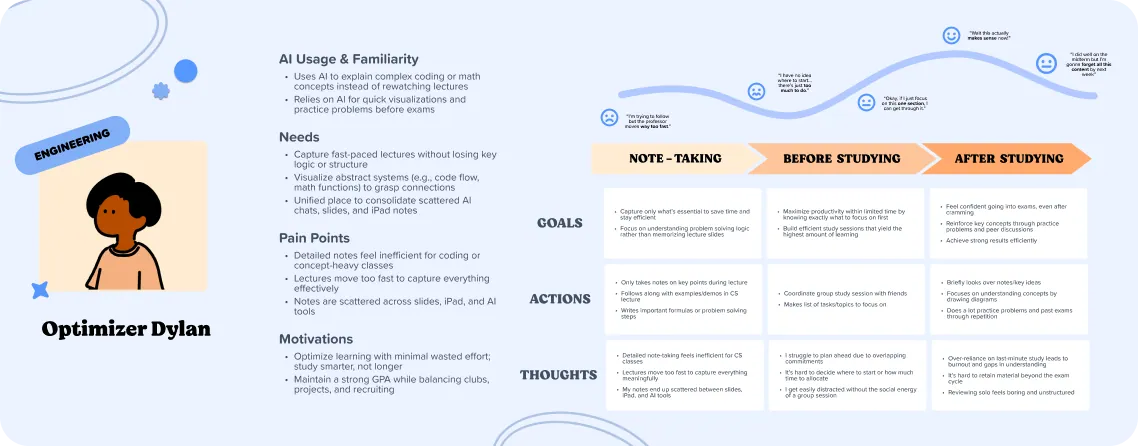 ENGINEERING
Optimizer Dylan
AI Usage & Familiarity
• Uses AI to explain complex coding or math
concepts instead of rewatching lectures
• Relies on AI for quick visualizations and
practice problems before exams
Needs
• Capture fast-paced lectures without losing key
logic or structure
• Visualize abstract systems (e.g., code flow,
math functions) to grasp connections
• Unified place to consolidate scattered AI
chats, slides, and iPad notes
Pain Points
• Detailed notes feel inefficient for coding or
concept-heavy classes
• Lectures move too fast to capture everything
effectively
• Notes are scattered across slides, iPad, and AI
tools
Motivations
• Optimize learning with minimal wasted effort;
study smarter, not longer
• Maintain a strong GPA while balancing clubs,
projects, and recruiting
"I'm trying to follow
but the professor
moves way too fast."
"I have no idea
where to start...
there's just too
much to do."
"Okay, if I just focus
on this one section, I
can get through it."
"Wait this actually
makes sense now!"
"I did well on the
midterm but I'm
gonna forget all this
content by next
week."
NOTE – TAKING
BEFORE STUDYING
AFTER STUDYING
GOALS
• Capture only what's essential to save time and
stay efficient
• Focus on understanding problem solving logic
rather than memorizing lecture slides
• Maximize productivity within limited time by
knowing exactly what to focus on first
• Build efficient study sessions that yield the
highest amount of learning
• Feel confident going into exams, even after
cramming
• Reinforce key concepts through practice
problems and peer discussions
• Achieve strong results efficiently
ACTIONS
• Only takes notes on key points during lecture
• Follows along with examples/demos in CS
lecture
• Writes important formulas or problem solving
steps
• Coordinate group study session with friends
• Makes list of tasks/topics to focus on
• Briefly looks over notes/key ideas
• Focuses on understanding concepts by
drawing diagrams
• Does a lot practice problems and past exams
through repetition
THOUGHTS
• Detailed note-taking feels inefficient for CS
classes
• Lectures move too fast to capture everything
meaningfully
• My notes end up scattered between slides,
iPad, and AI tools
• I struggle to plan ahead due to overlapping
commitments
• It's hard to decide where to start or how much
time to allocate
• I get easily distracted without the social energy
of a group session
• Over-reliance on last-minute study leads to
burnout and gaps in understanding
• It's hard to retain material beyond the exam
cycle
• Reviewing solo feels boring and unstructured